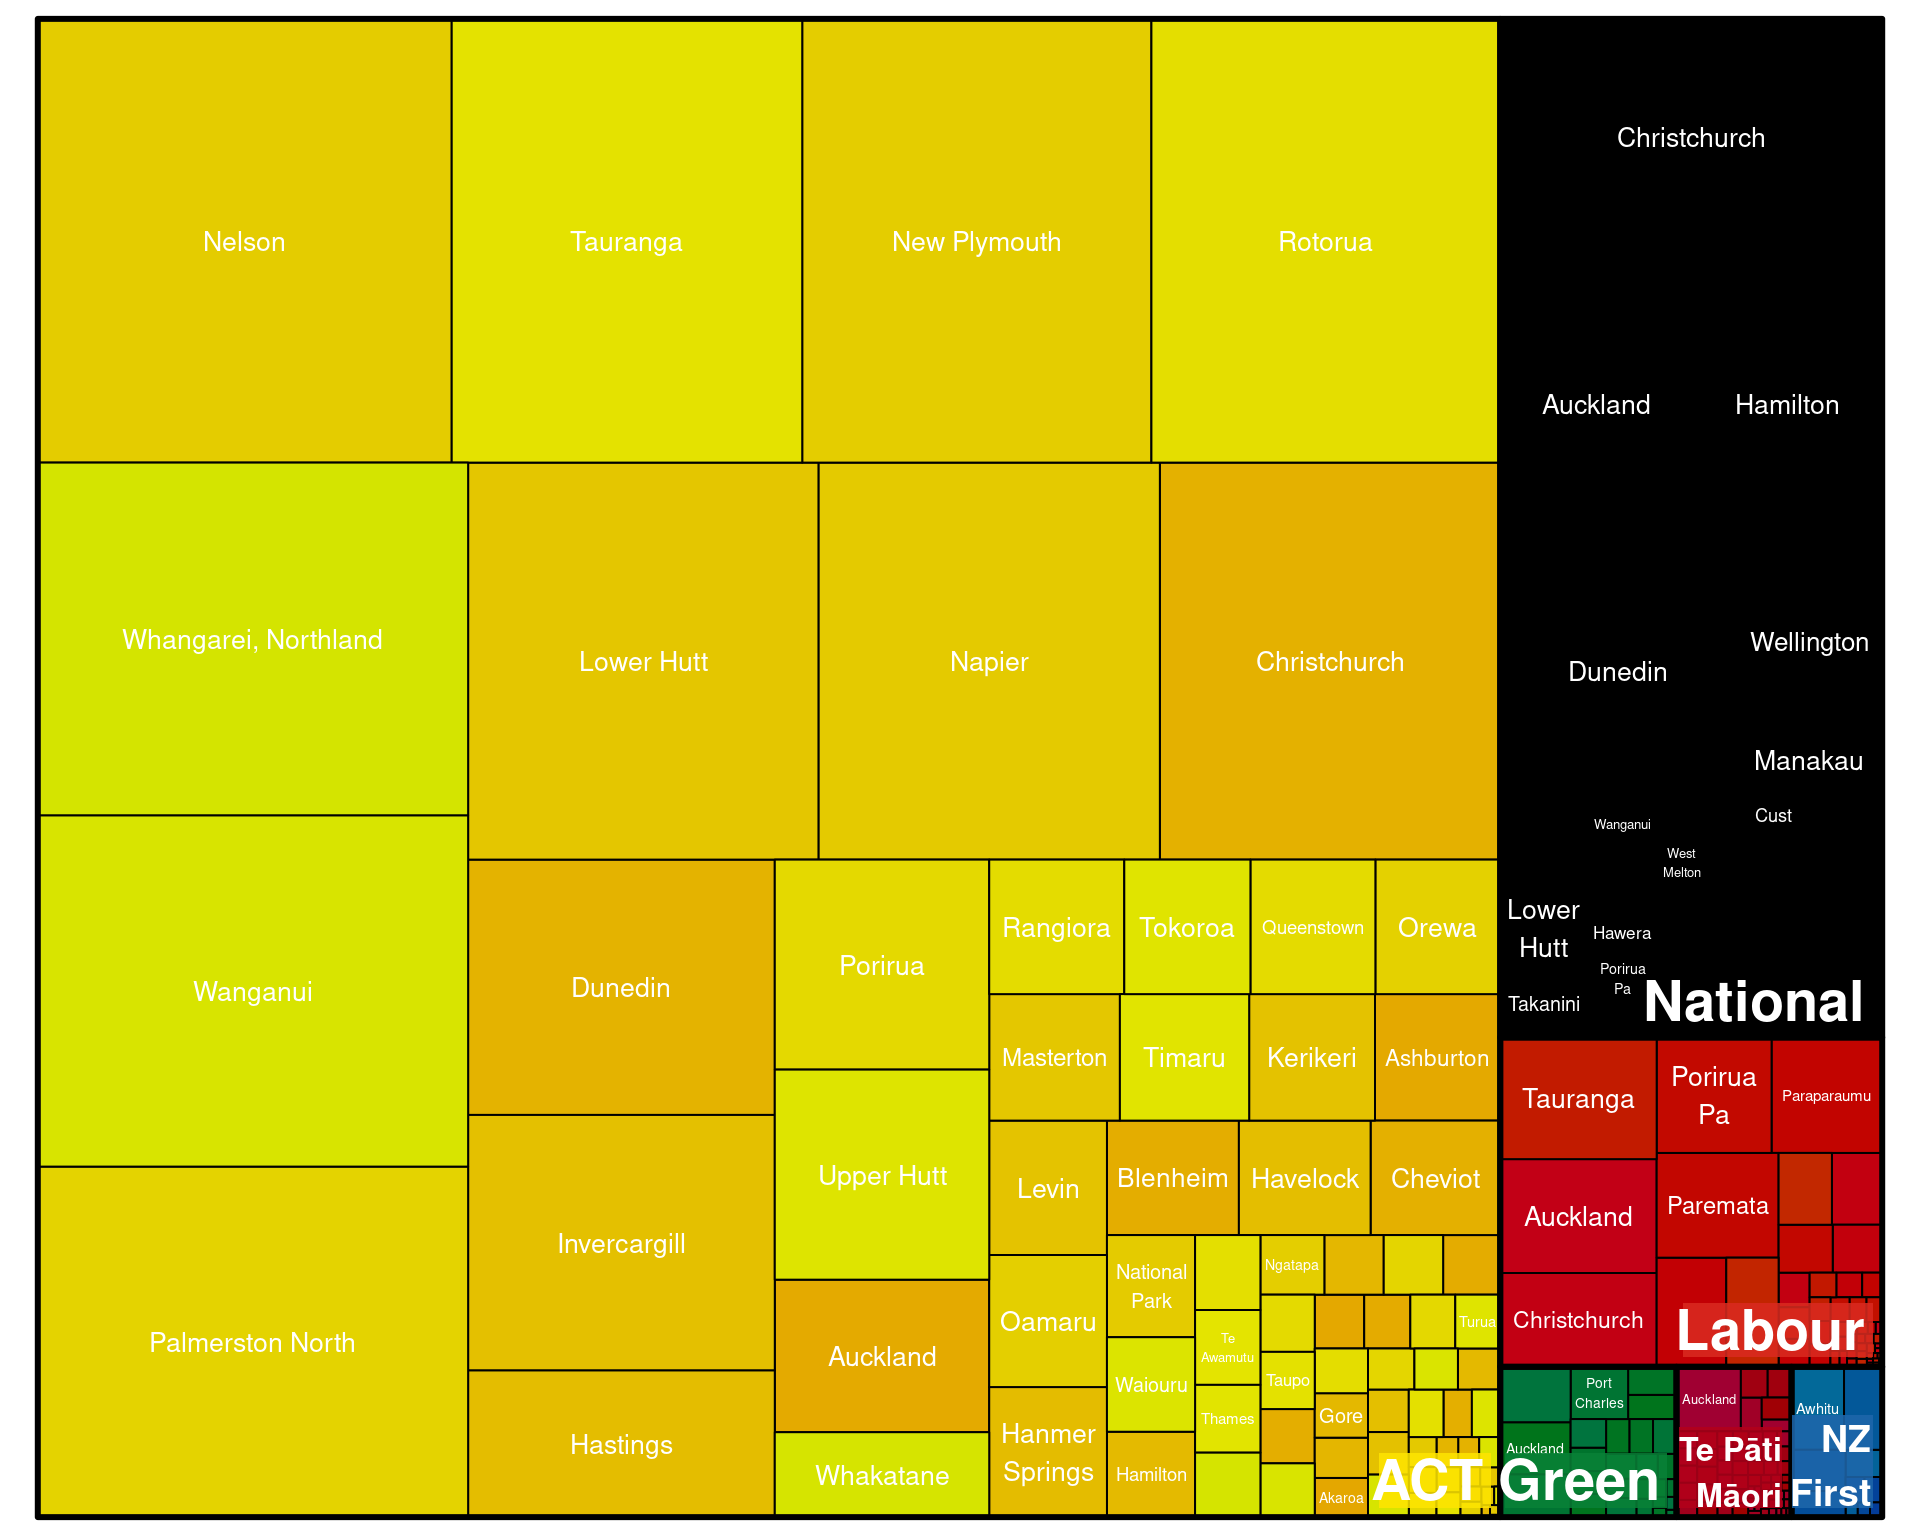 Nelson
Tauranga
New Plymouth
Rotorua
Whangarei, Northland
Lower Hutt
Napier
Christchurch
Wanganui
Palmerston North
Dunedin
Invercargill
Hastings
Porirua
Upper Hutt
Auckland
Whakatane
Rangiora
Tokoroa
Queenstown
Orewa
Masterton
Timaru
Kerikeri
Ashburton
Levin
Blenheim
Havelock
Cheviot
Oamaru
Hanmer
Springs
National
Park
Waiouru
Hamilton
Te
Awamutu
Thames
Ngatapa
Taupo
Turua
Gore
Akaroa
ACT
Christchurch
Auckland
Hamilton
Dunedin
Wellington
Manakau
Cust
Wanganui
West
Melton
Lower
Hutt
Hawera
Porirua
Pa
Takanini
National
Tauranga
Porirua
Pa
Paraparaumu
Auckland
Paremata
Christchurch
Labour
Port
Charles
Auckland
Green
Auckland
Te Pāti
Māori
Awhitu
NZ
First